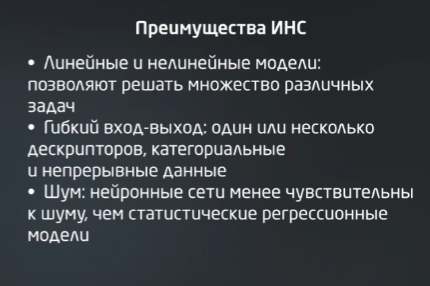 Преимущества ИНС
• Линейные и нелинейные модели:
позволяют решать множество различных
задач
• Гибкий вход-выход: один или несколько
дескрипторов, категориальные
и непрерывные данные
• Шум: нейронные сети менее чувствительны
к шуму, чем статистические регрессионные
модели